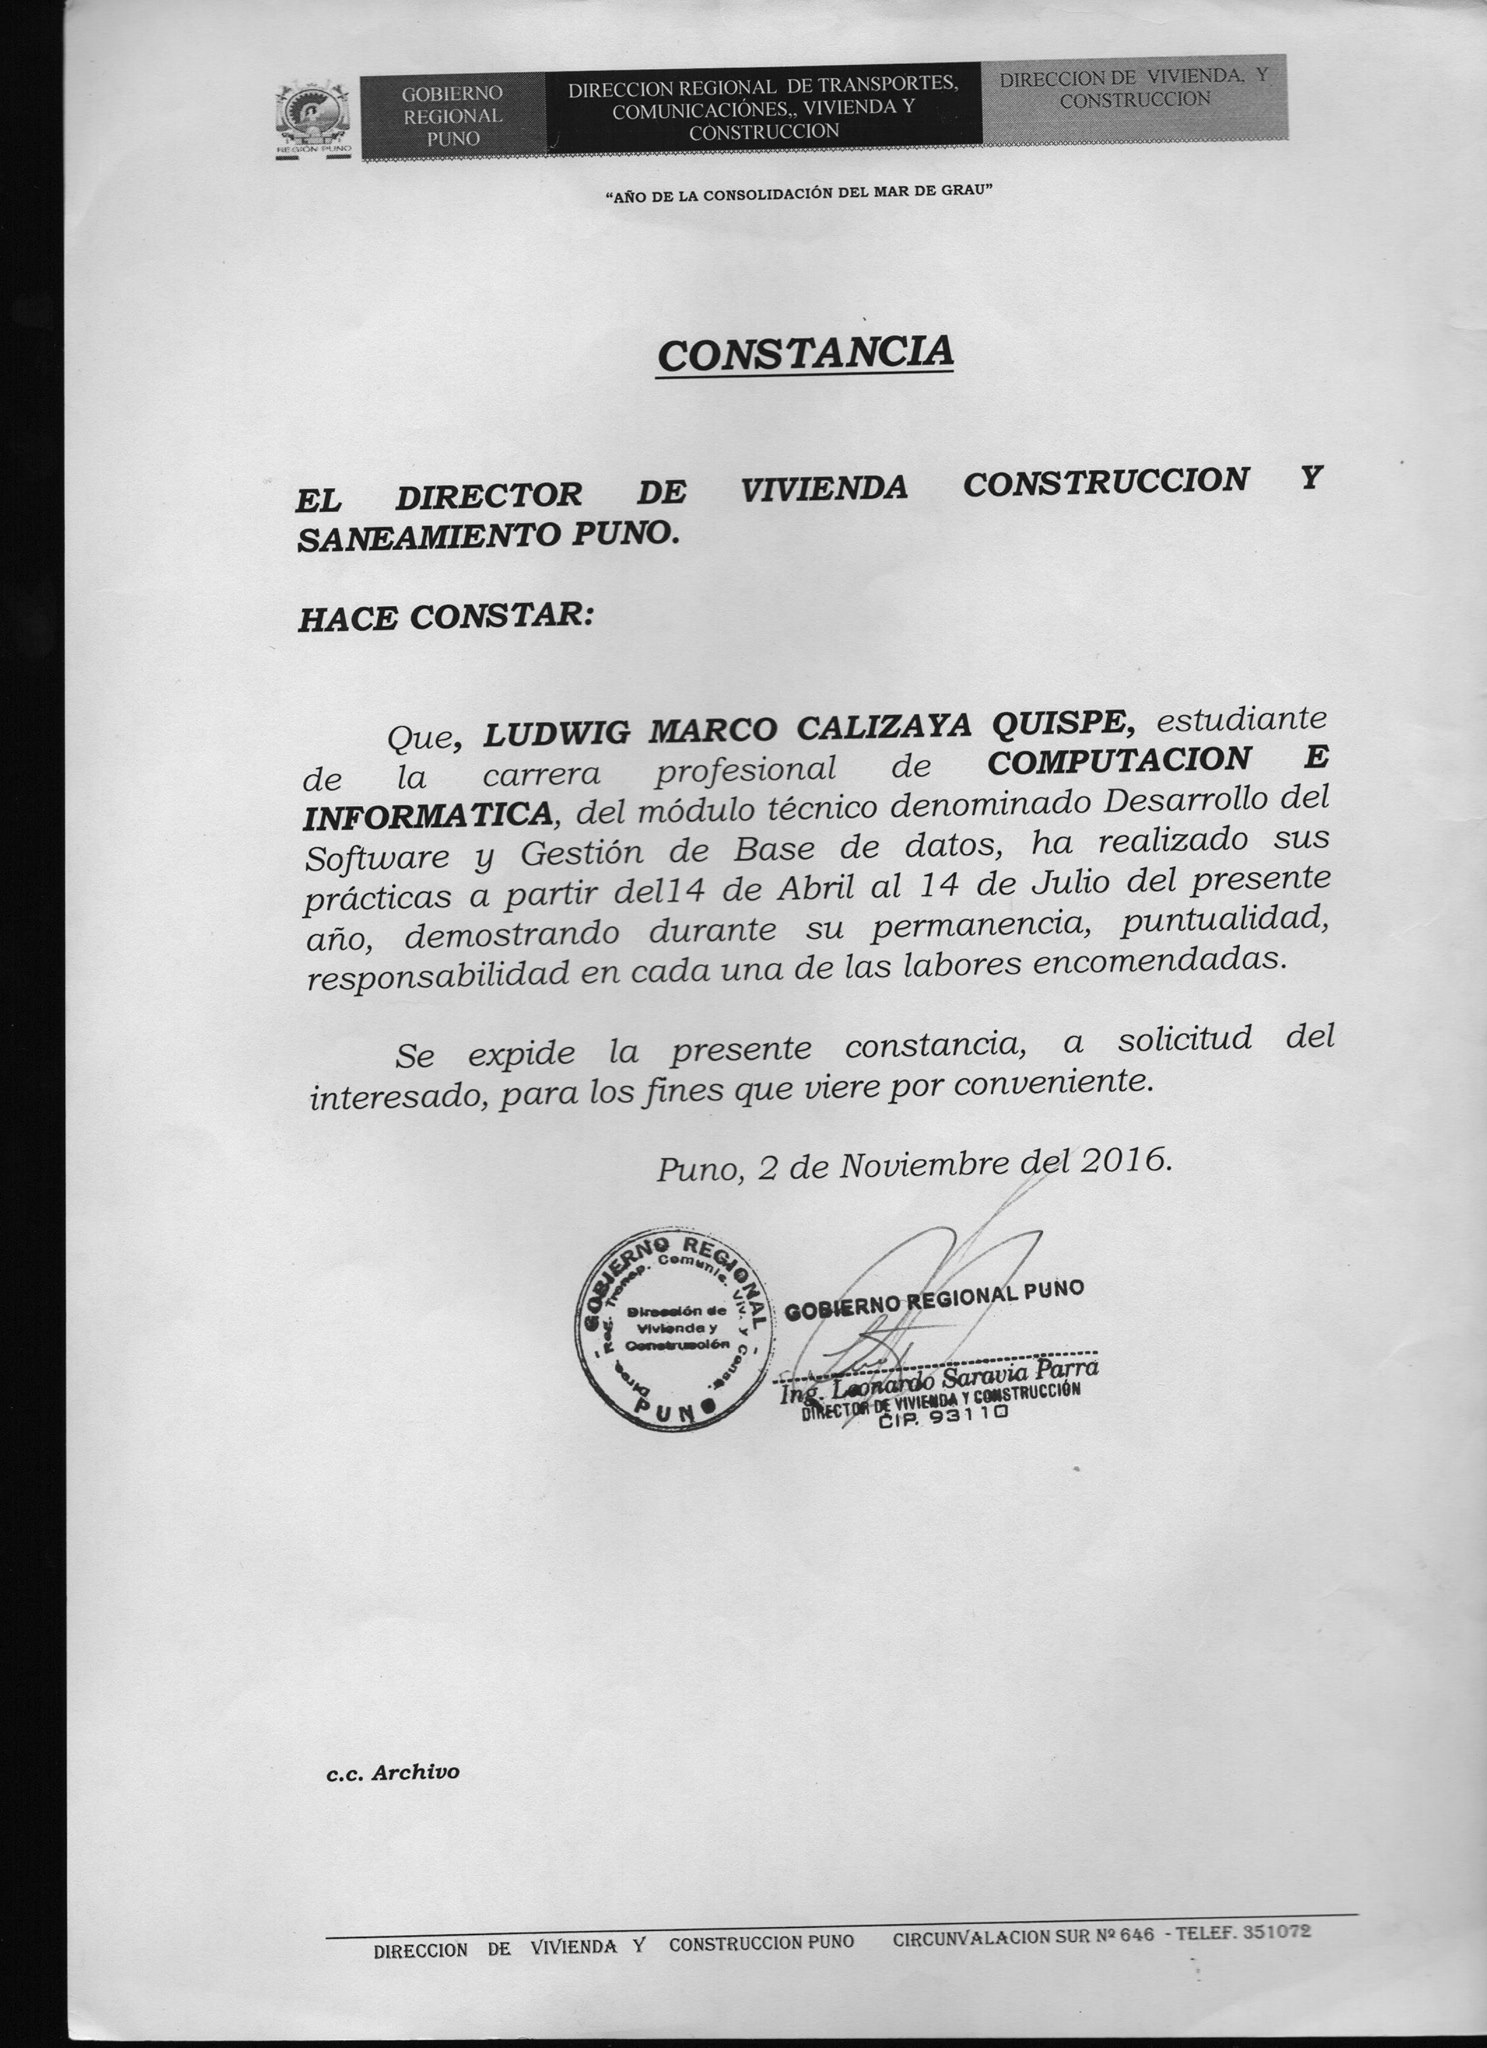 REGIÓN PUNO
GOBIERNO
REGIONAL
PUNO
DIRECCION REGIONAL DE TRANSPORTES,
COMUNICACIÓNES,, VIVIENDA Y
CONSTRUCCION
DIRECCION DE VIVIENDA, Y
CONSTRUCCION
“AÑO DE LA CONSOLIDACIÓN DEL MAR DE GRAU”
CONSTANCIA
EL DIRECTOR DE VIVIENDA CONSTRUCCION Y
SANEAMIENTO PUNO.
HACE CONSTAR:
Que, LUDWIG MARCO CALIZAYA QUISPE, estudiante
de la carrera profesional de COMPUTACION E
INFORMATICA, del módulo técnico denominado Desarrollo del
Software y Gestión de Base de datos, ha realizado sus
prácticas a partir del14 de Abril al 14 de Julio del presente
año, demostrando durante su permanencia, puntualidad,
responsabilidad en cada una de las labores encomendadas.
Se expide la presente constancia, a solicitud del
interesado, para los fines que viere por conveniente.
Puno, 2 de Noviembre del 2016.
- GOBIERNO REGIONAL -
Direc. Reg. Transp. Comunic. Viv. y Const.
Dirección de
Vivienda y
Construcción
PUNO
GOBIERNO REGIONAL PUNO
Ing. Leonardo Saravia Parra
DIRECTOR DE VIVIENDA Y CONSTRUCCIÓN
CIP. 93110
c.c. Archivo
DIRECCION DE VIVIENDA Y CONSTRUCCION PUNO CIRCUNVALACION SUR Nº 646 - TELEF. 351072